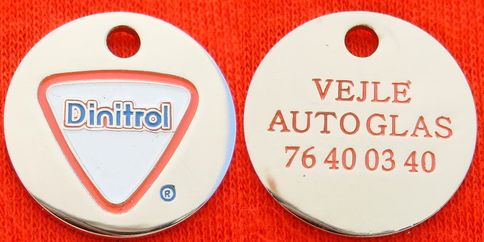 Dinitrol
®
VEJLE
AUTOGLAS
76 40 03 40